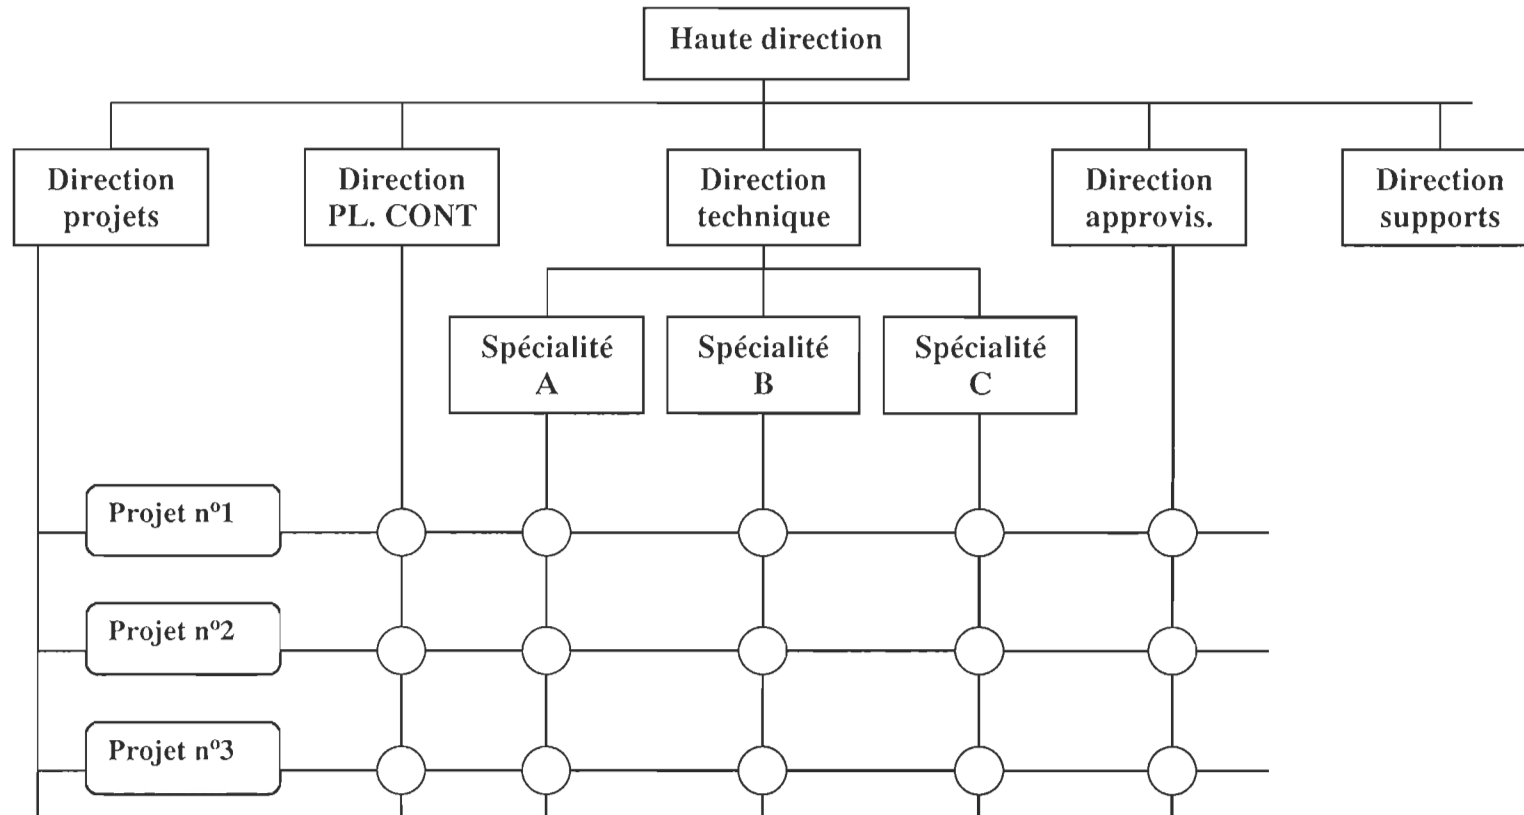 Haute direction
Direction
projets
Direction
PL. CONT
Direction
technique
Direction
approvis.
Direction
supports
Spécialité
A
Spécialité
B
Spécialité
C
Projet nº1
Projet nº2
Projet nº3